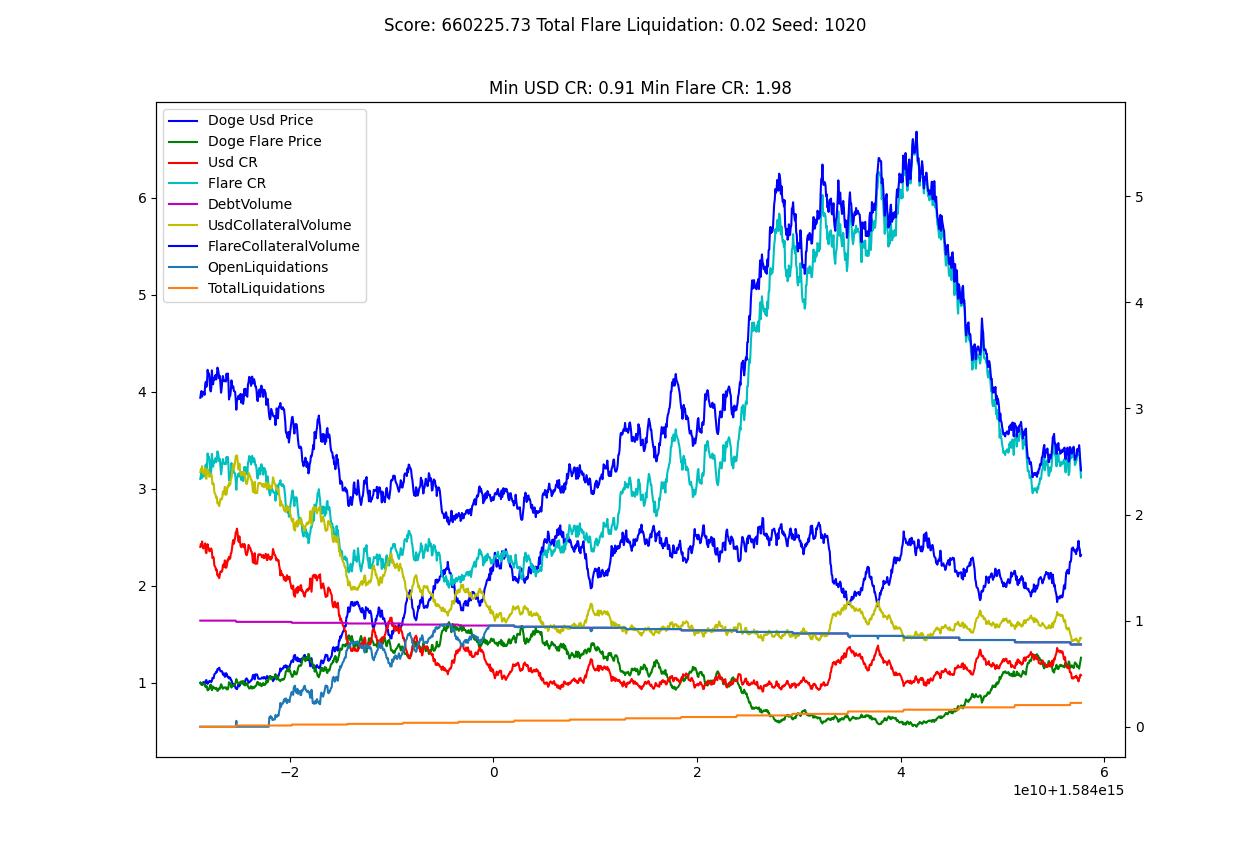 Score: 660225.73 Total Flare Liquidation: 0.02 Seed: 1020
Min USD CR: 0.91 Min Flare CR: 1.98
Doge Usd Price
Doge Flare Price
Usd CR
Flare CR
DebtVolume
UsdCollateralVolume
FlareCollateralVolume
OpenLiquidations
TotalLiquidations
6
5
4
3
2
1
5
4
3
2
1
0
−2
0
2
4
6
1e10+1.584e15